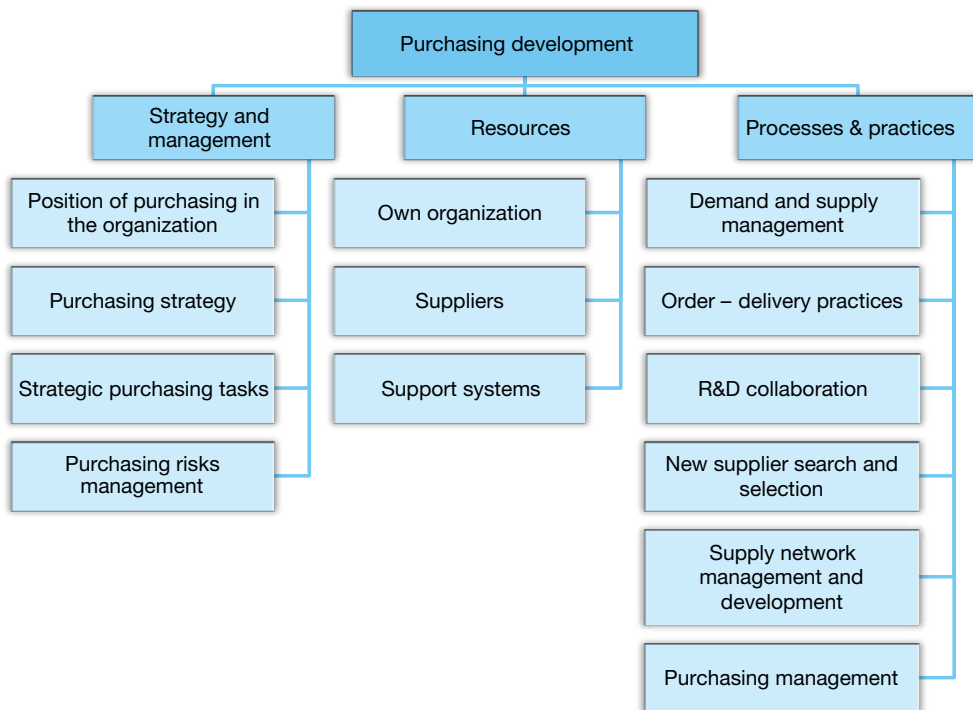 Purchasing development
Strategy and
management
Position of purchasing in
the organization
Purchasing strategy
Strategic purchasing tasks
Purchasing risks
management
Resources
Own organization
Suppliers
Support systems
Processes & practices
Demand and supply
management
Order – delivery practices
R&D collaboration
New supplier search and
selection
Supply network
management and
development
Purchasing management